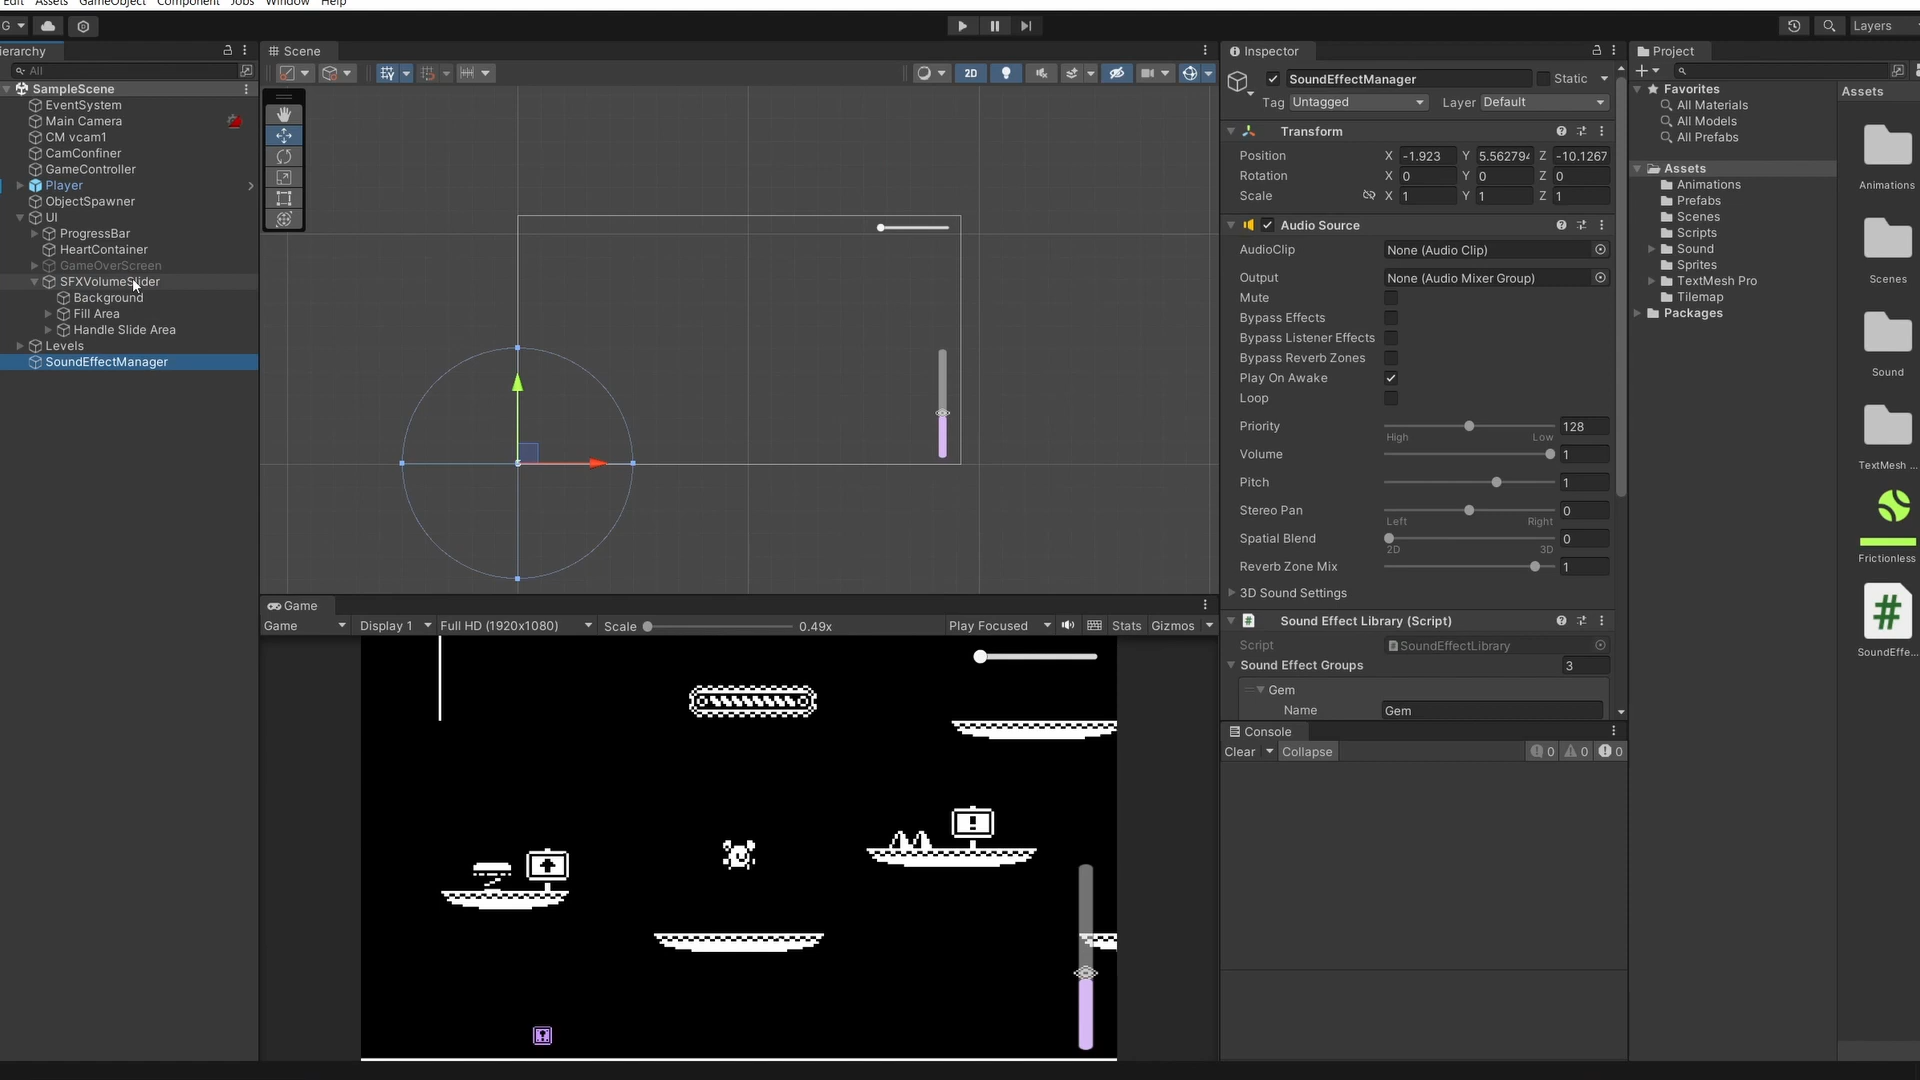 Edit Assets GameObject Component Jobs Window Help
G
Layers
Hierarchy
All
SampleScene
EventSystem
Main Camera
CM vcam1
CamConfiner
GameController
Player
ObjectSpawner
UI
ProgressBar
HeartContainer
GameOverScreen
SFXVolumeSlider
Background
Fill Area
Handle Slide Area
Levels
SoundEffectManager
Scene
2D
Game
Game Display 1 Full HD (1920x1080) Scale 0.49x Play Focused Stats Gizmos
Inspector
SoundEffectManager Static
Tag Untagged Layer Default
Transform
Position X -1.923 Y 5.56279 Z -10.1267
Rotation X 0 Y 0 Z 0
Scale X 1 Y 1 Z 1
Audio Source
AudioClip None (Audio Clip)
Output None (Audio Mixer Group)
Mute
Bypass Effects
Bypass Listener Effects
Bypass Reverb Zones
Play On Awake
Loop
Priority 128
High Low
Volume 1
Pitch 1
Stereo Pan 0
Left Right
Spatial Blend 0
2D 3D
Reverb Zone Mix 1
3D Sound Settings
# Sound Effect Library (Script)
Script SoundEffectLibrary
Sound Effect Groups 3
Gem
Name Gem
Console
Clear Collapse 0 0 0
Project
Favorites
All Materials
All Models
All Prefabs
Assets
Animations
Prefabs
Scenes
Scripts
Sound
Sprites
TextMesh Pro
Tilemap
Packages
Assets
Animations
Scenes
Sound
TextMesh ...
Frictionless
#
SoundEffe...